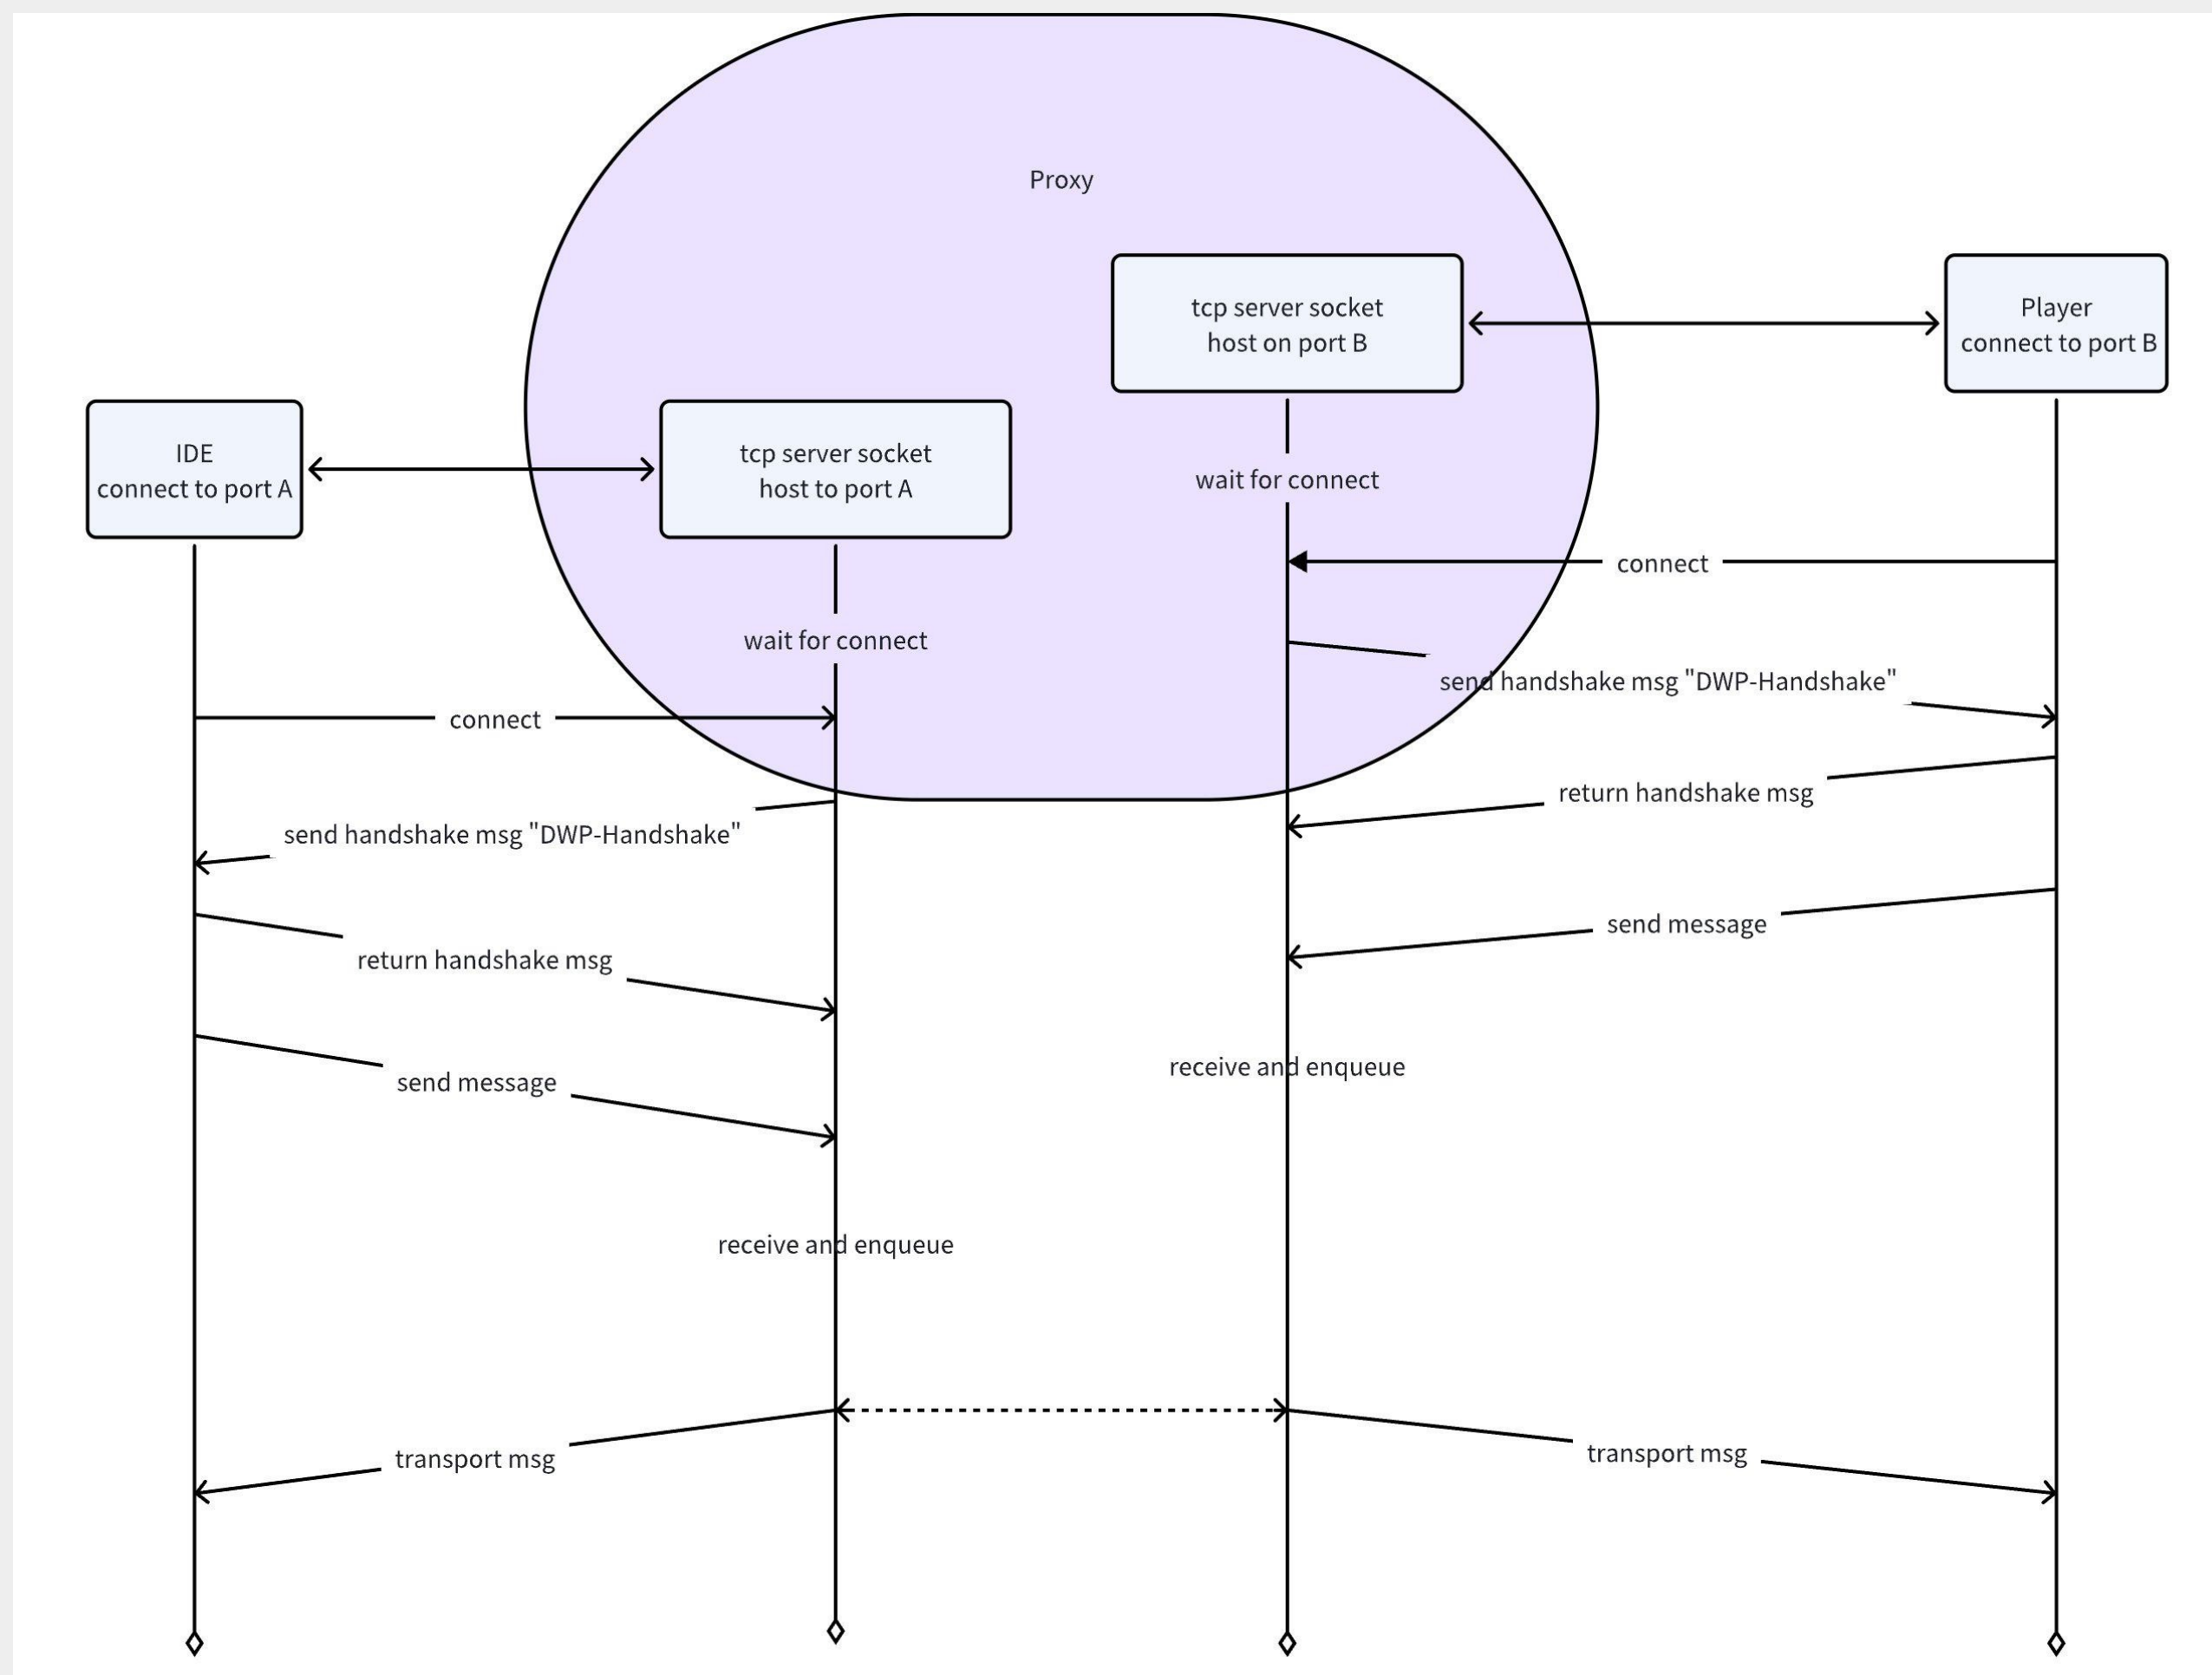 Proxy
tcp server socket
host on port B
Player
connect to port B
IDE
connect to port A
tcp server socket
host to port A
wait for connect
connect
wait for connect
send handshake msg "DWP-Handshake"
connect
return handshake msg
send handshake msg "DWP-Handshake"
send message
return handshake msg
receive and enqueue
send message
receive and enqueue
transport msg
transport msg